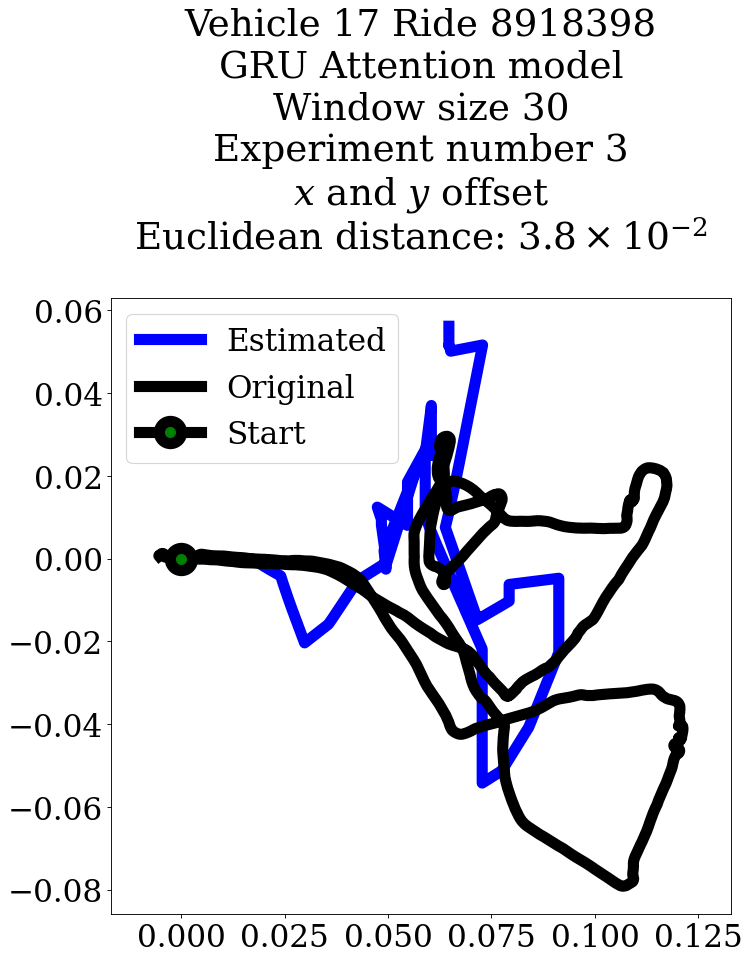 Vehicle 17 Ride 8918398
GRU Attention model
Window size 30
Experiment number 3
x and y offset
Euclidean distance: 3.8 × 10⁻²
Estimated
Original
Start
0.06
0.04
0.02
0.00
−0.02
−0.04
−0.06
−0.08
0.000 0.025 0.050 0.075 0.100 0.125